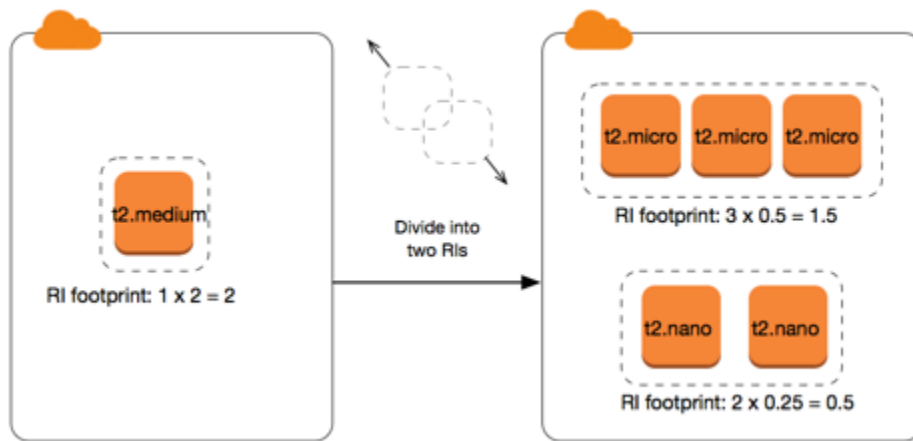 t2.medium
RI footprint: 1 x 2 = 2
Divide into
two RIs
t2.micro t2.micro t2.micro
RI footprint: 3 x 0.5 = 1.5
t2.nano t2.nano
RI footprint: 2 x 0.25 = 0.5